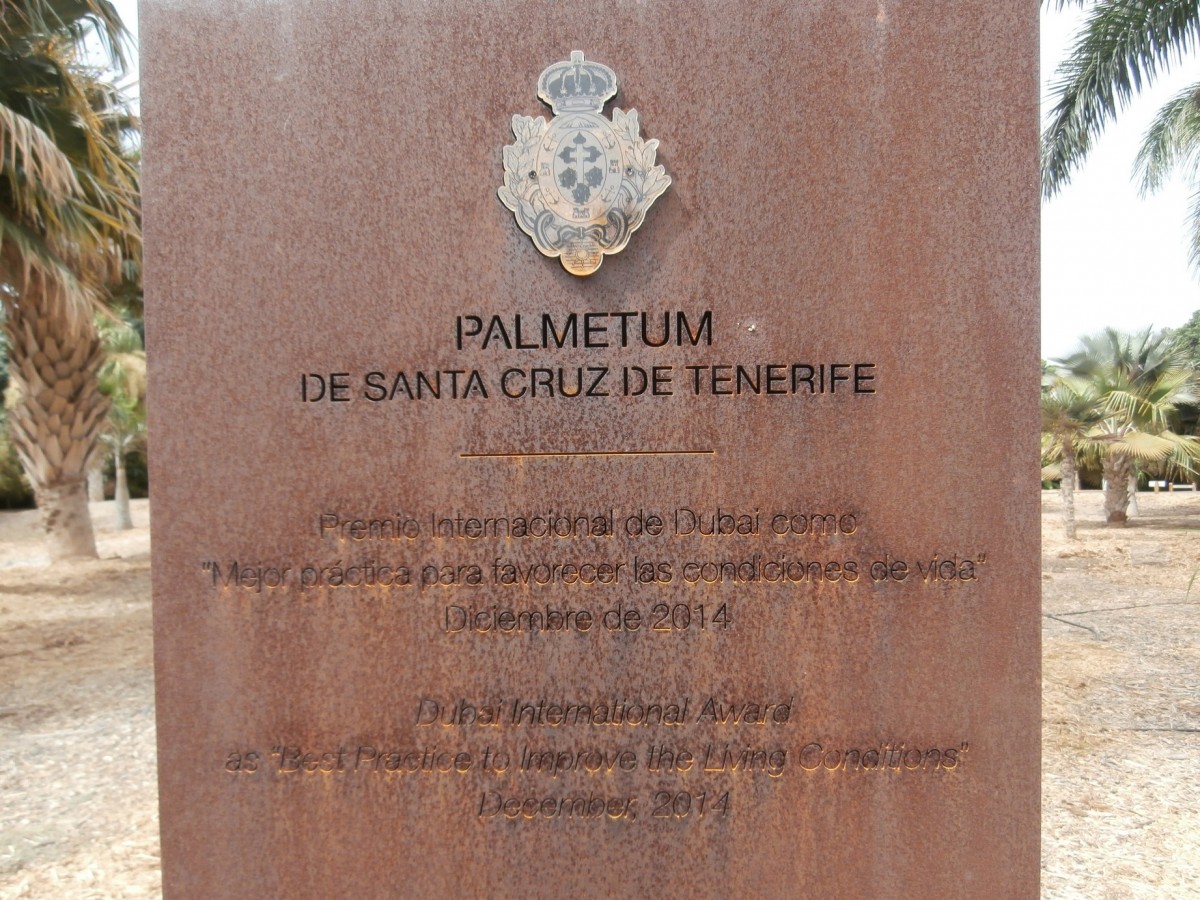 PALMETUM
DE SANTA CRUZ DE TENERIFE
Premio Internacional de Dubai como
"Mejor práctica para favorecer las condiciones de vida"
Diciembre de 2014
Dubai International Award
as "Best Practice to Improve the Living Conditions"
December, 2014